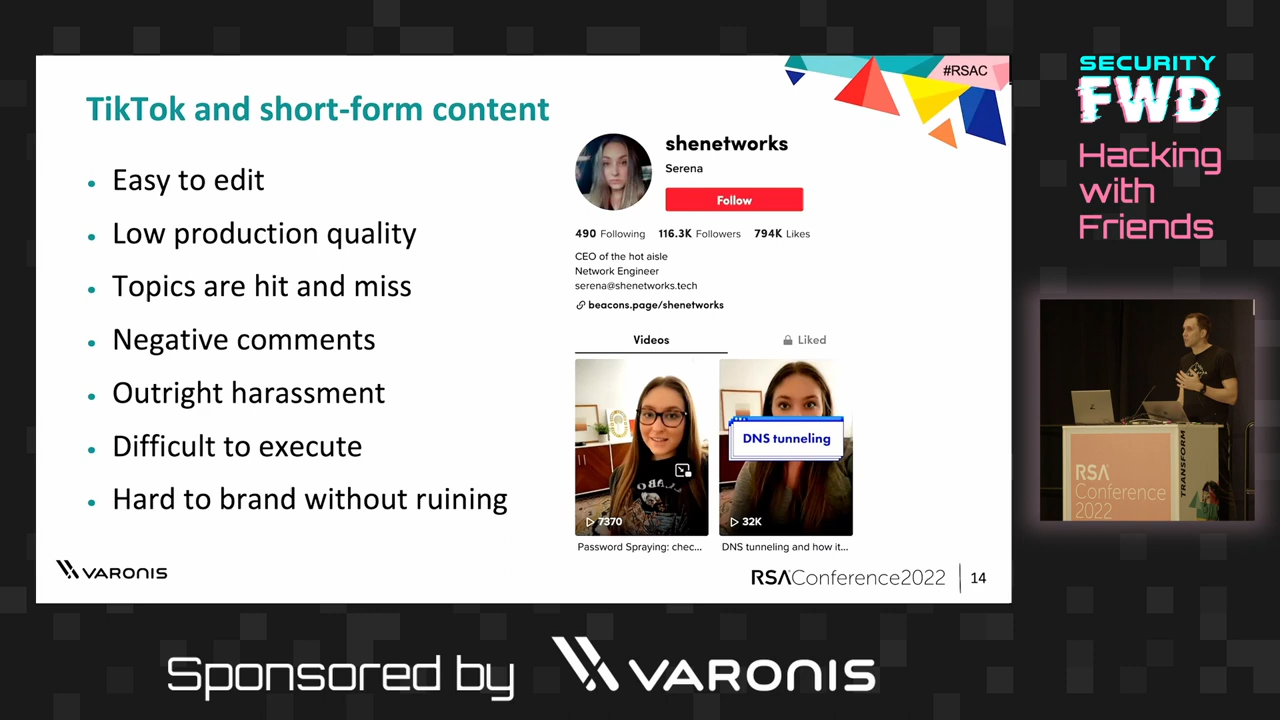 #RSAC
TikTok and short-form content
Easy to edit
Low production quality
Topics are hit and miss
Negative comments
Outright harassment
Difficult to execute
Hard to brand without ruining
shenetworks
Serena
Follow
490 Following 116.3K Followers 794K Likes
CEO of the hot aisle
Network Engineer
serena@shenetworks.tech
beacons.page/shenetworks
Videos Liked
7370
Password Spraying: chec...
DNS tunneling
32K
DNS tunneling and how it...
VARONIS
RSAConference2022 14
SECURITY
FWD
Hacking
with
Friends
RSA
Conference
2022
TRANSFORM
Sponsored by VARONIS